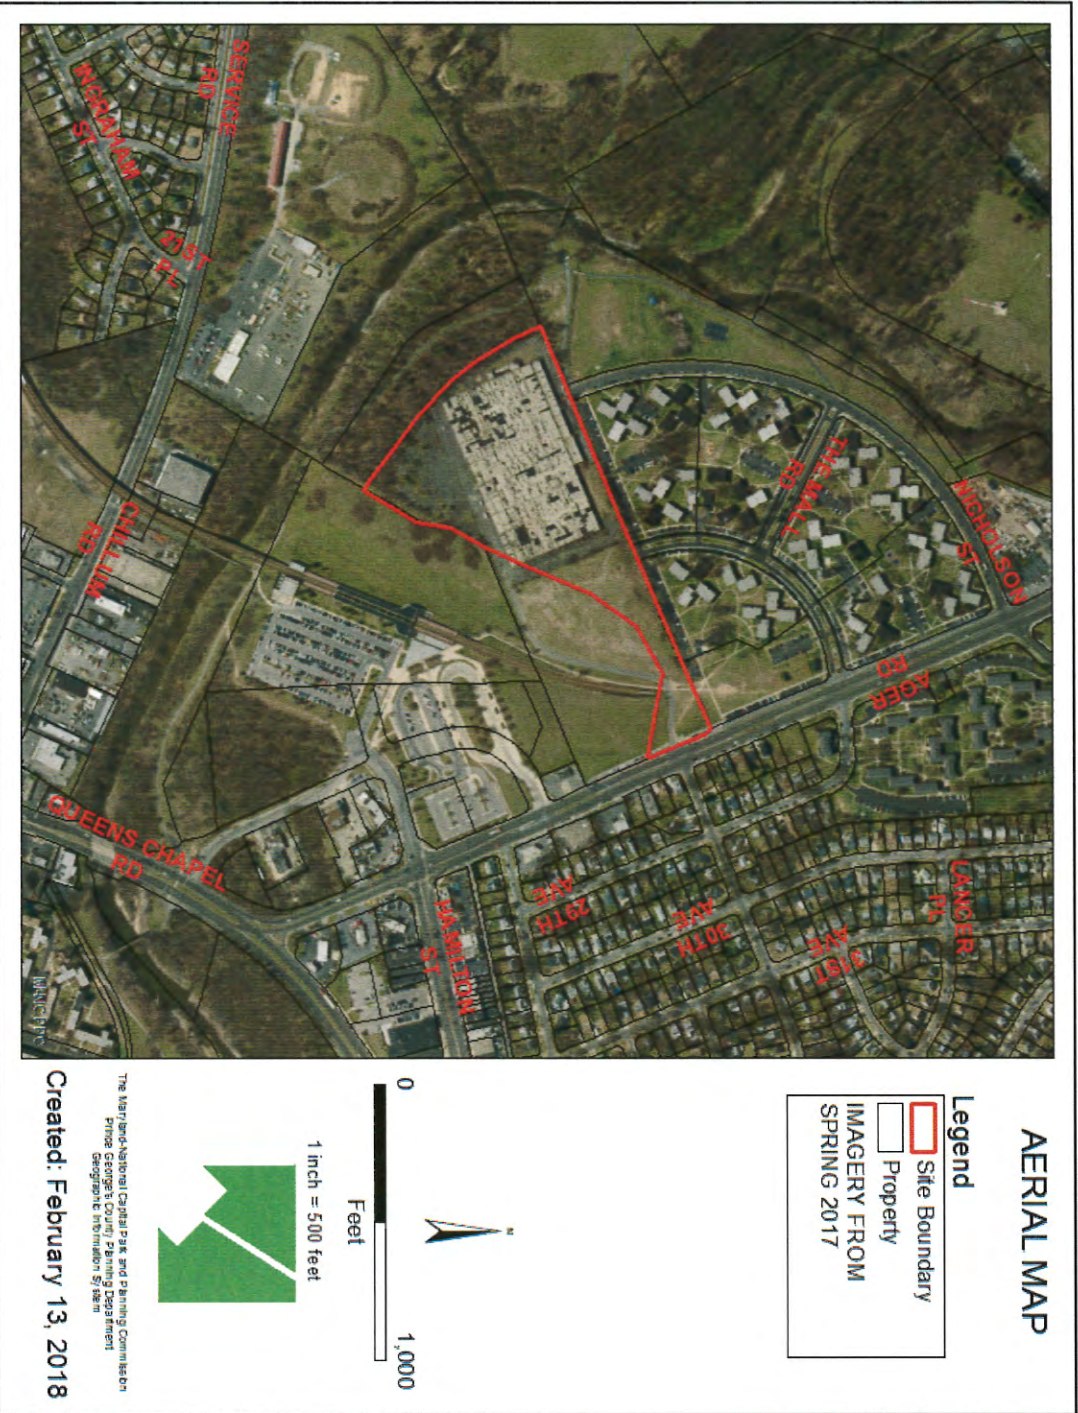 AERIAL MAP
Legend
Site Boundary
Property
IMAGERY FROM
SPRING 2017
0
1,000
Feet
1 inch = 500 feet
The Maryland-National Capital Park and Planning Commission
Prince George's County Planning Department
Geographic Information System
Created: February 13, 2018
N
SERVICE
RD
INGRAHAM
ST
21ST
PL
CHILLUM
RD
QUEENS CHAPEL
RD
HAMILTON
ST
29TH
AVE
30TH
AVE
31ST
AVE
LANCER
PL
AGER
RD
NICHOLSON
ST
THE MALL
RD
M-NCPPC